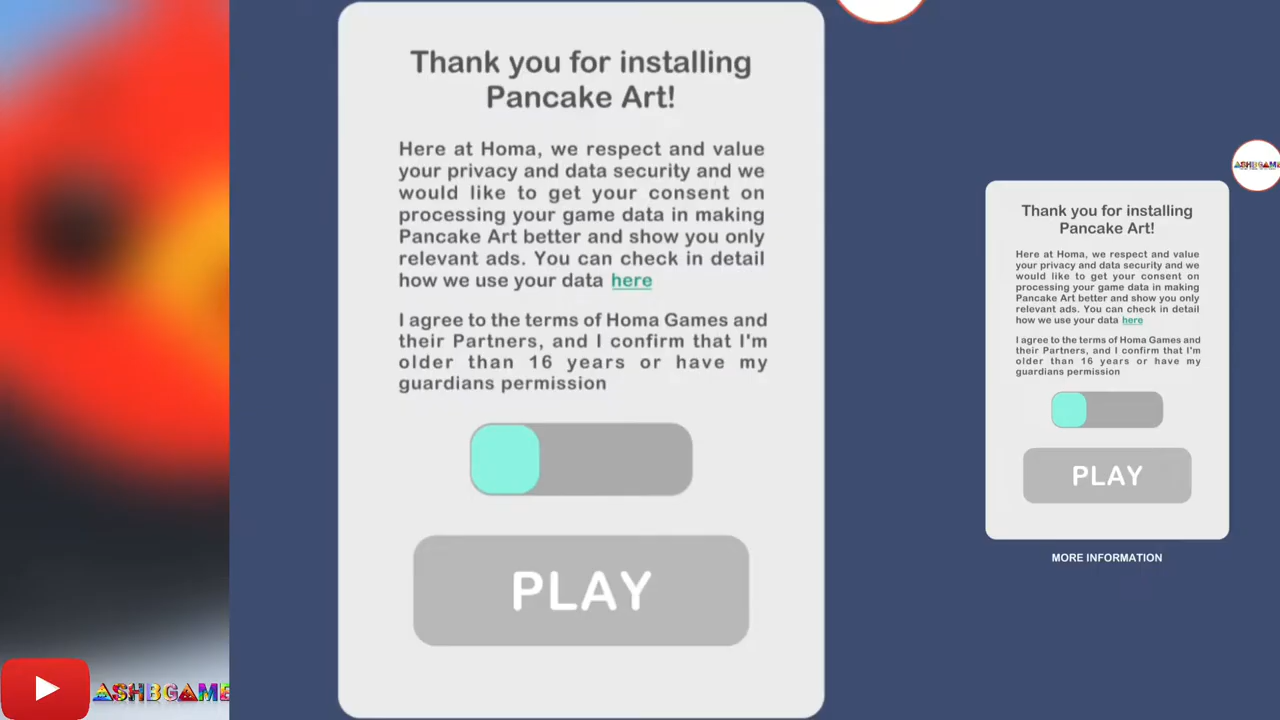 Thank you for installing
Pancake Art!
Here at Homa, we respect and value
your privacy and data security and we
would like to get your consent on
processing your game data in making
Pancake Art better and show you only
relevant ads. You can check in detail
how we use your data here
I agree to the terms of Homa Games and
their Partners, and I confirm that I'm
older than 16 years or have my
guardians permission
PLAY
ASHBGAME
Thank you for installing
Pancake Art!
Here at Homa, we respect and value
your privacy and data security and we
would like to get your consent on
processing your game data in making
Pancake Art better and show you only
relevant ads. You can check in detail
how we use your data here
I agree to the terms of Homa Games and
their Partners, and I confirm that I'm
older than 16 years or have my
guardians permission
PLAY
MORE INFORMATION
ASHBGAME